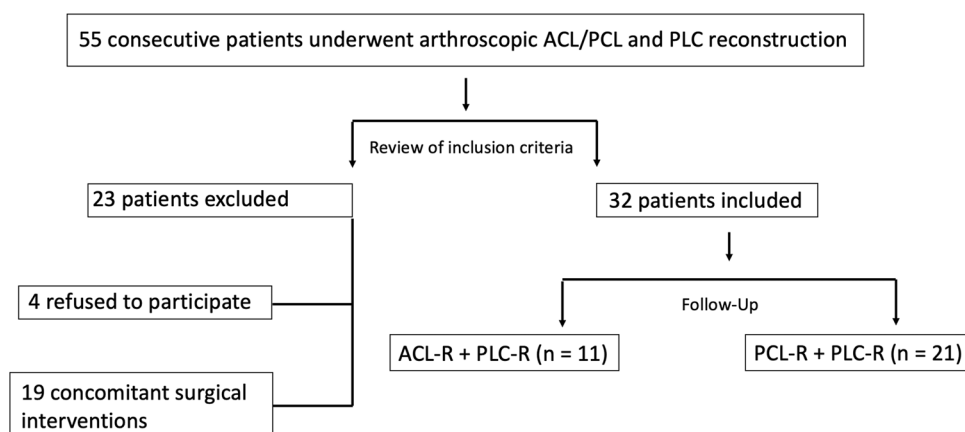 55 consecutive patients underwent arthroscopic ACL/PCL and PLC reconstruction
Review of inclusion criteria
23 patients excluded
32 patients included
4 refused to participate
Follow-Up
ACL-R + PLC-R (n = 11)
PCL-R + PLC-R (n = 21)
19 concomitant surgical
interventions